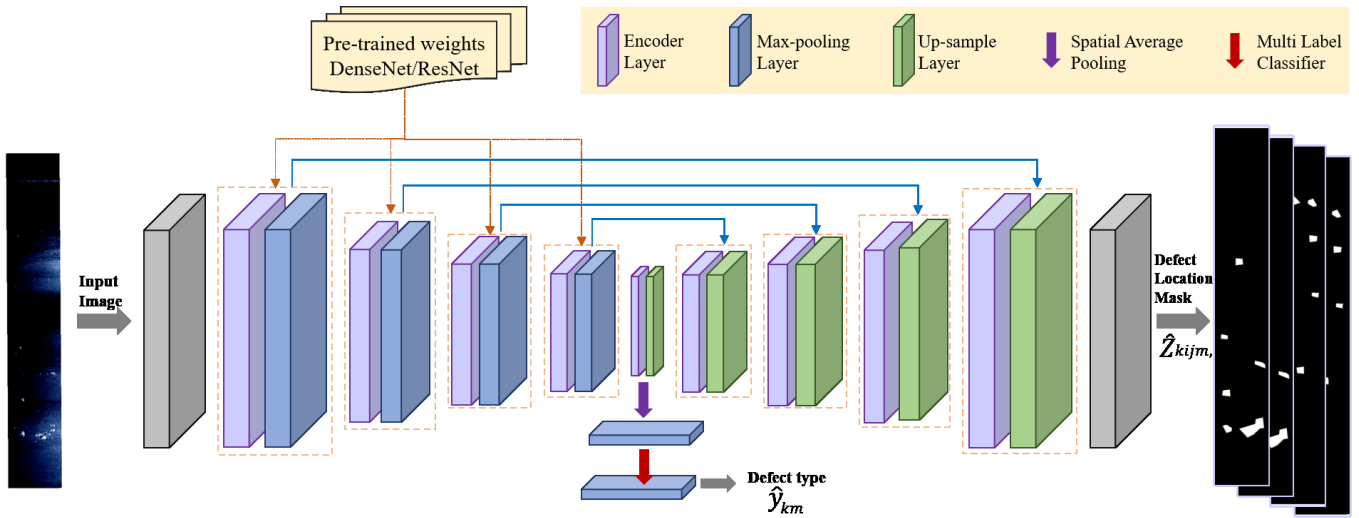 Pre-trained weights
DenseNet/ResNet
Encoder
Layer
Max-pooling
Layer
Up-sample
Layer
Spatial Average
Pooling
Multi Label
Classifier
Input
Image
Defect
Location
Mask
Ẑkijm,
Defect type
ŷkm